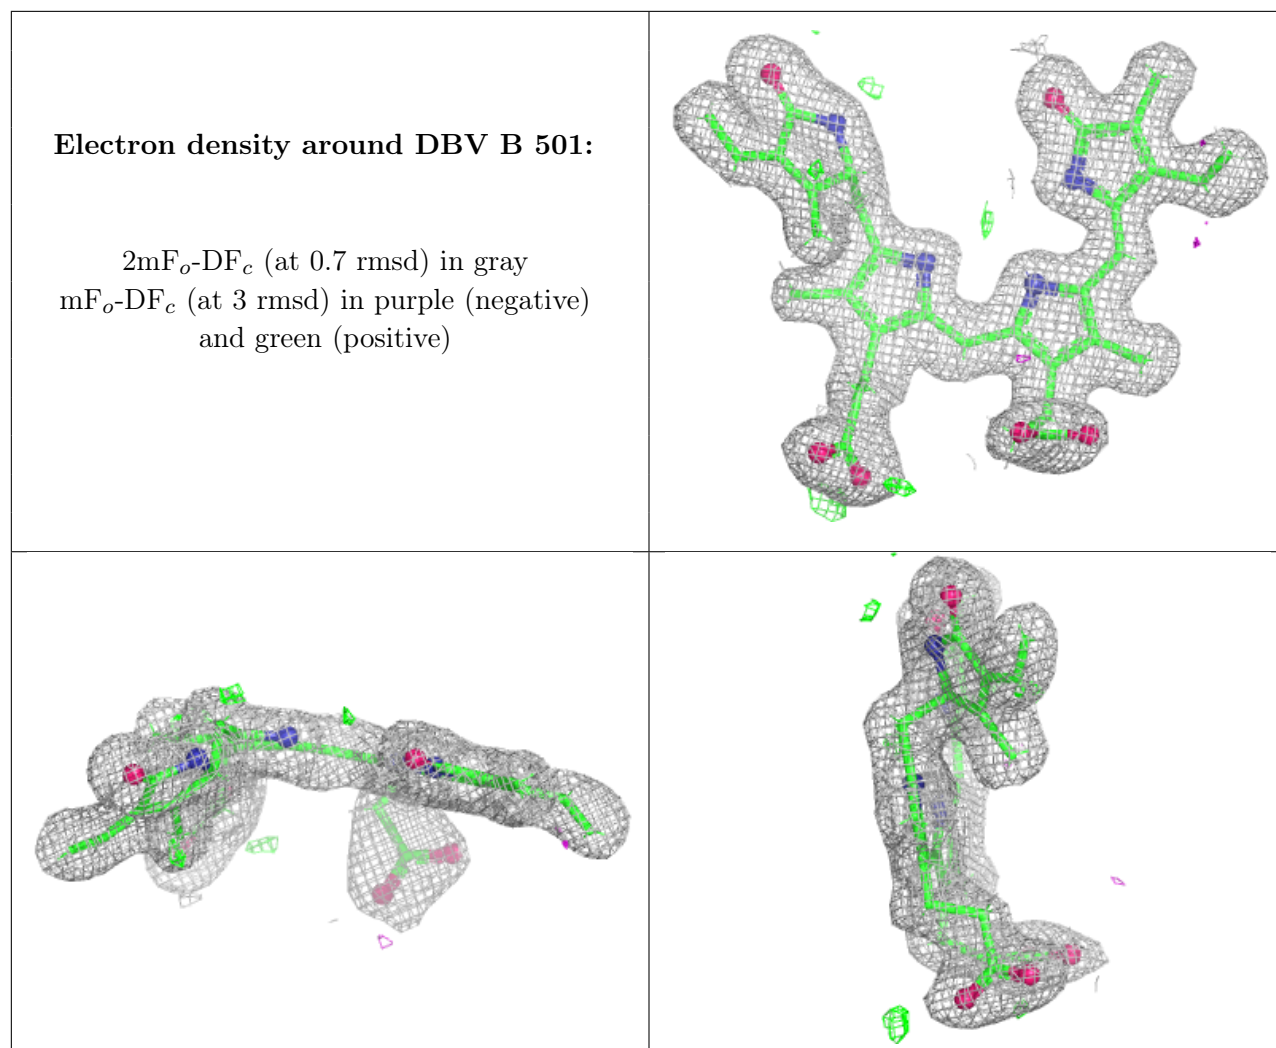 Electron density around DBV B 501:
2mFo-DFc (at 0.7 rmsd) in gray
mFo-DFc (at 3 rmsd) in purple (negative)
and green (positive)